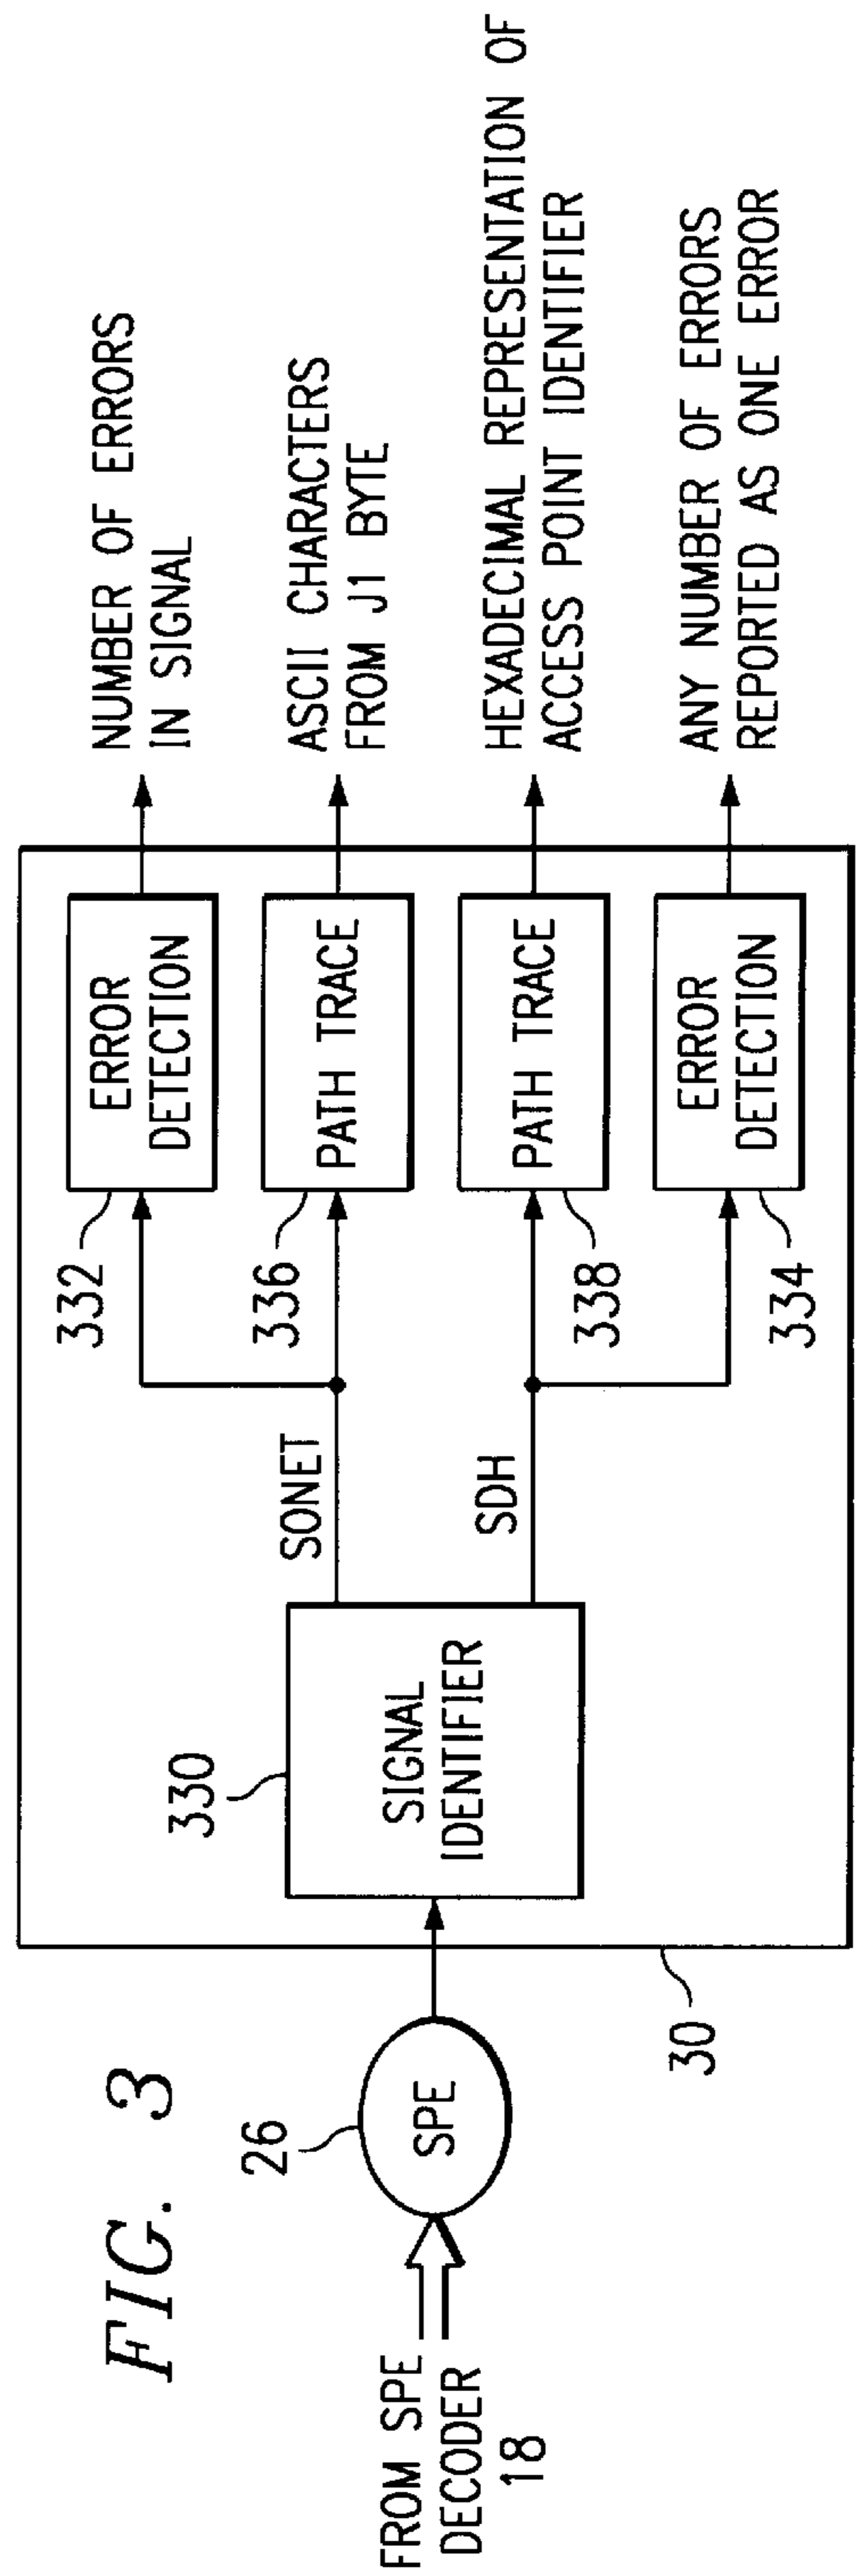 FIG. 3
FROM SPE
DECODER
18
26
SPE
30
330
SIGNAL
IDENTIFIER
SONET
SDH
332
ERROR
DETECTION
NUMBER OF ERRORS
IN SIGNAL
336
PATH TRACE
ASCII CHARACTERS
FROM J1 BYTE
338
PATH TRACE
HEXADECIMAL REPRESENTATION OF
ACCESS POINT IDENTIFIER
334
ERROR
DETECTION
ANY NUMBER OF ERRORS
REPORTED AS ONE ERROR